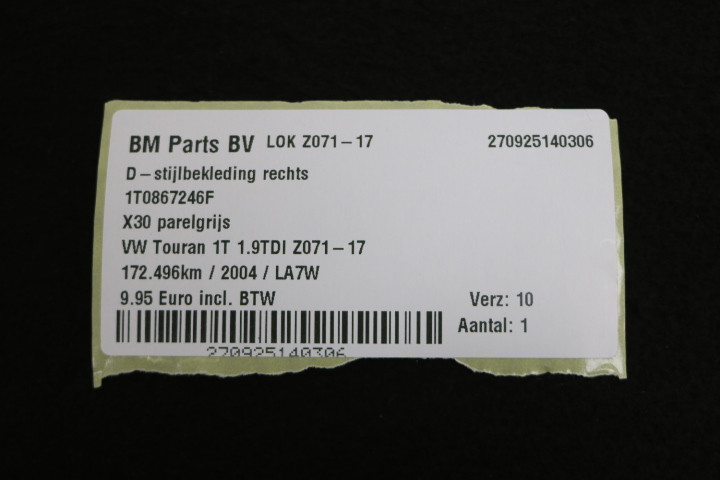 BM Parts BV LOK Z071-17 270925140306
D-stijlbekleding rechts
1T0867246F
X30 parelgrijs
VW Touran 1T 1.9TDI Z071-17
172.496km / 2004 / LA7W
9.95 Euro incl. BTW Verz: 10
Aantal: 1
270925140306